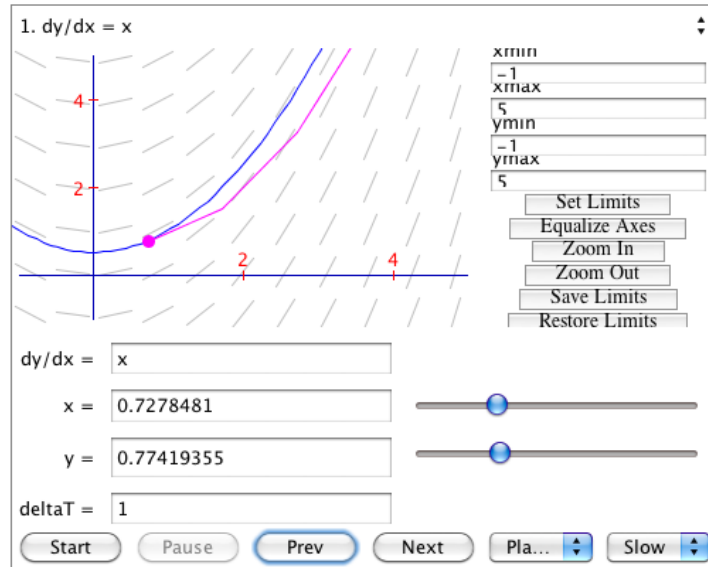 1. dy/dx = x
4
2
2
4
xmin
-1
xmax
5
ymin
-1
ymax
5
Set Limits
Equalize Axes
Zoom In
Zoom Out
Save Limits
Restore Limits
dy/dx = x
x = 0.7278481
y = 0.77419355
deltaT = 1
Start Pause Prev Next Pla... Slow